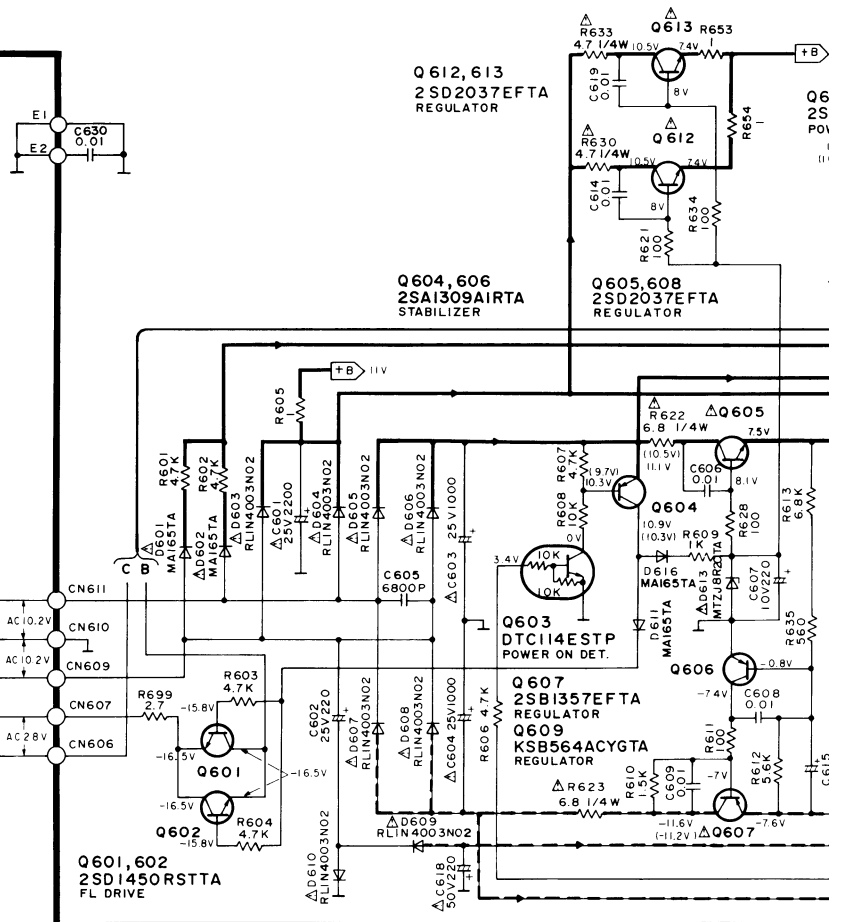 R633
4.7 1/4W
Q613
R653
1
10.5V
7.4V
+B
C619
0.01
8V
Q612, 613
2SD2037EFTA
REGULATOR
Q6
2S
POW
E1
E2
C630
0.01
R630
4.7 1/4W
Q612
R654
1
10.5V
7.4V
C614
0.01
8V
R621
100
R634
100
Q604, 606
2SA1309A1RTA
STABILIZER
Q605, 608
2SD2037EFTA
REGULATOR
+B
11V
R605
1
R622
6.8 1/4W
Q605
(10.5V)
11.1V
7.5V
R601
4.7K
R602
4.7K
D603
RLIN4003N02
C601
25V2200
D604
RLIN4003N02
D605
RLIN4003N02
D606
RLIN4003N02
C603 25V1000
R607
4.7K
(9.7V)
10.3V
C606
0.01
8.1V
R613
6.8K
R608
10K
R628
100
Q604
D601
MA165TA
D602
MA165TA
0V
10.9V
(10.3V)
R609
1K
C B
3.4V
10K
10K
D616
MA165TA
D613
MTZJ8R2TA
C607
10V220
CN611
C605
6800P
AC10.2V
CN610
Q603
DTC114ESTP
POWER ON DET.
D611
MA165TA
R635
560
AC10.2V
CN609
Q606
-0.8V
R603
4.7K
R699
2.7
CN607
-15.8V
C602
25V220
D607
RLIN4003N02
D608
RLIN4003N02
C604 25V1000
R606 4.7K
Q607
2SB1357EFTA
REGULATOR
Q609
KSB564ACYGTA
REGULATOR
-7.4V
C608
0.01
AC28V
CN606
-16.5V
Q601
-16.5V
R611
100
R610
1.5K
C609
0.01
-7V
R612
5.6K
C615
-16.5V
R623
6.8 1/4W
Q602
R604
4.7K
-15.8V
D609
RLIN4003N02
-11.6V
(-11.2V)
Q607
-7.6V
Q601, 602
2SD1450RSTTA
FL DRIVE
D610
RLIN4003N02
C618
50V220